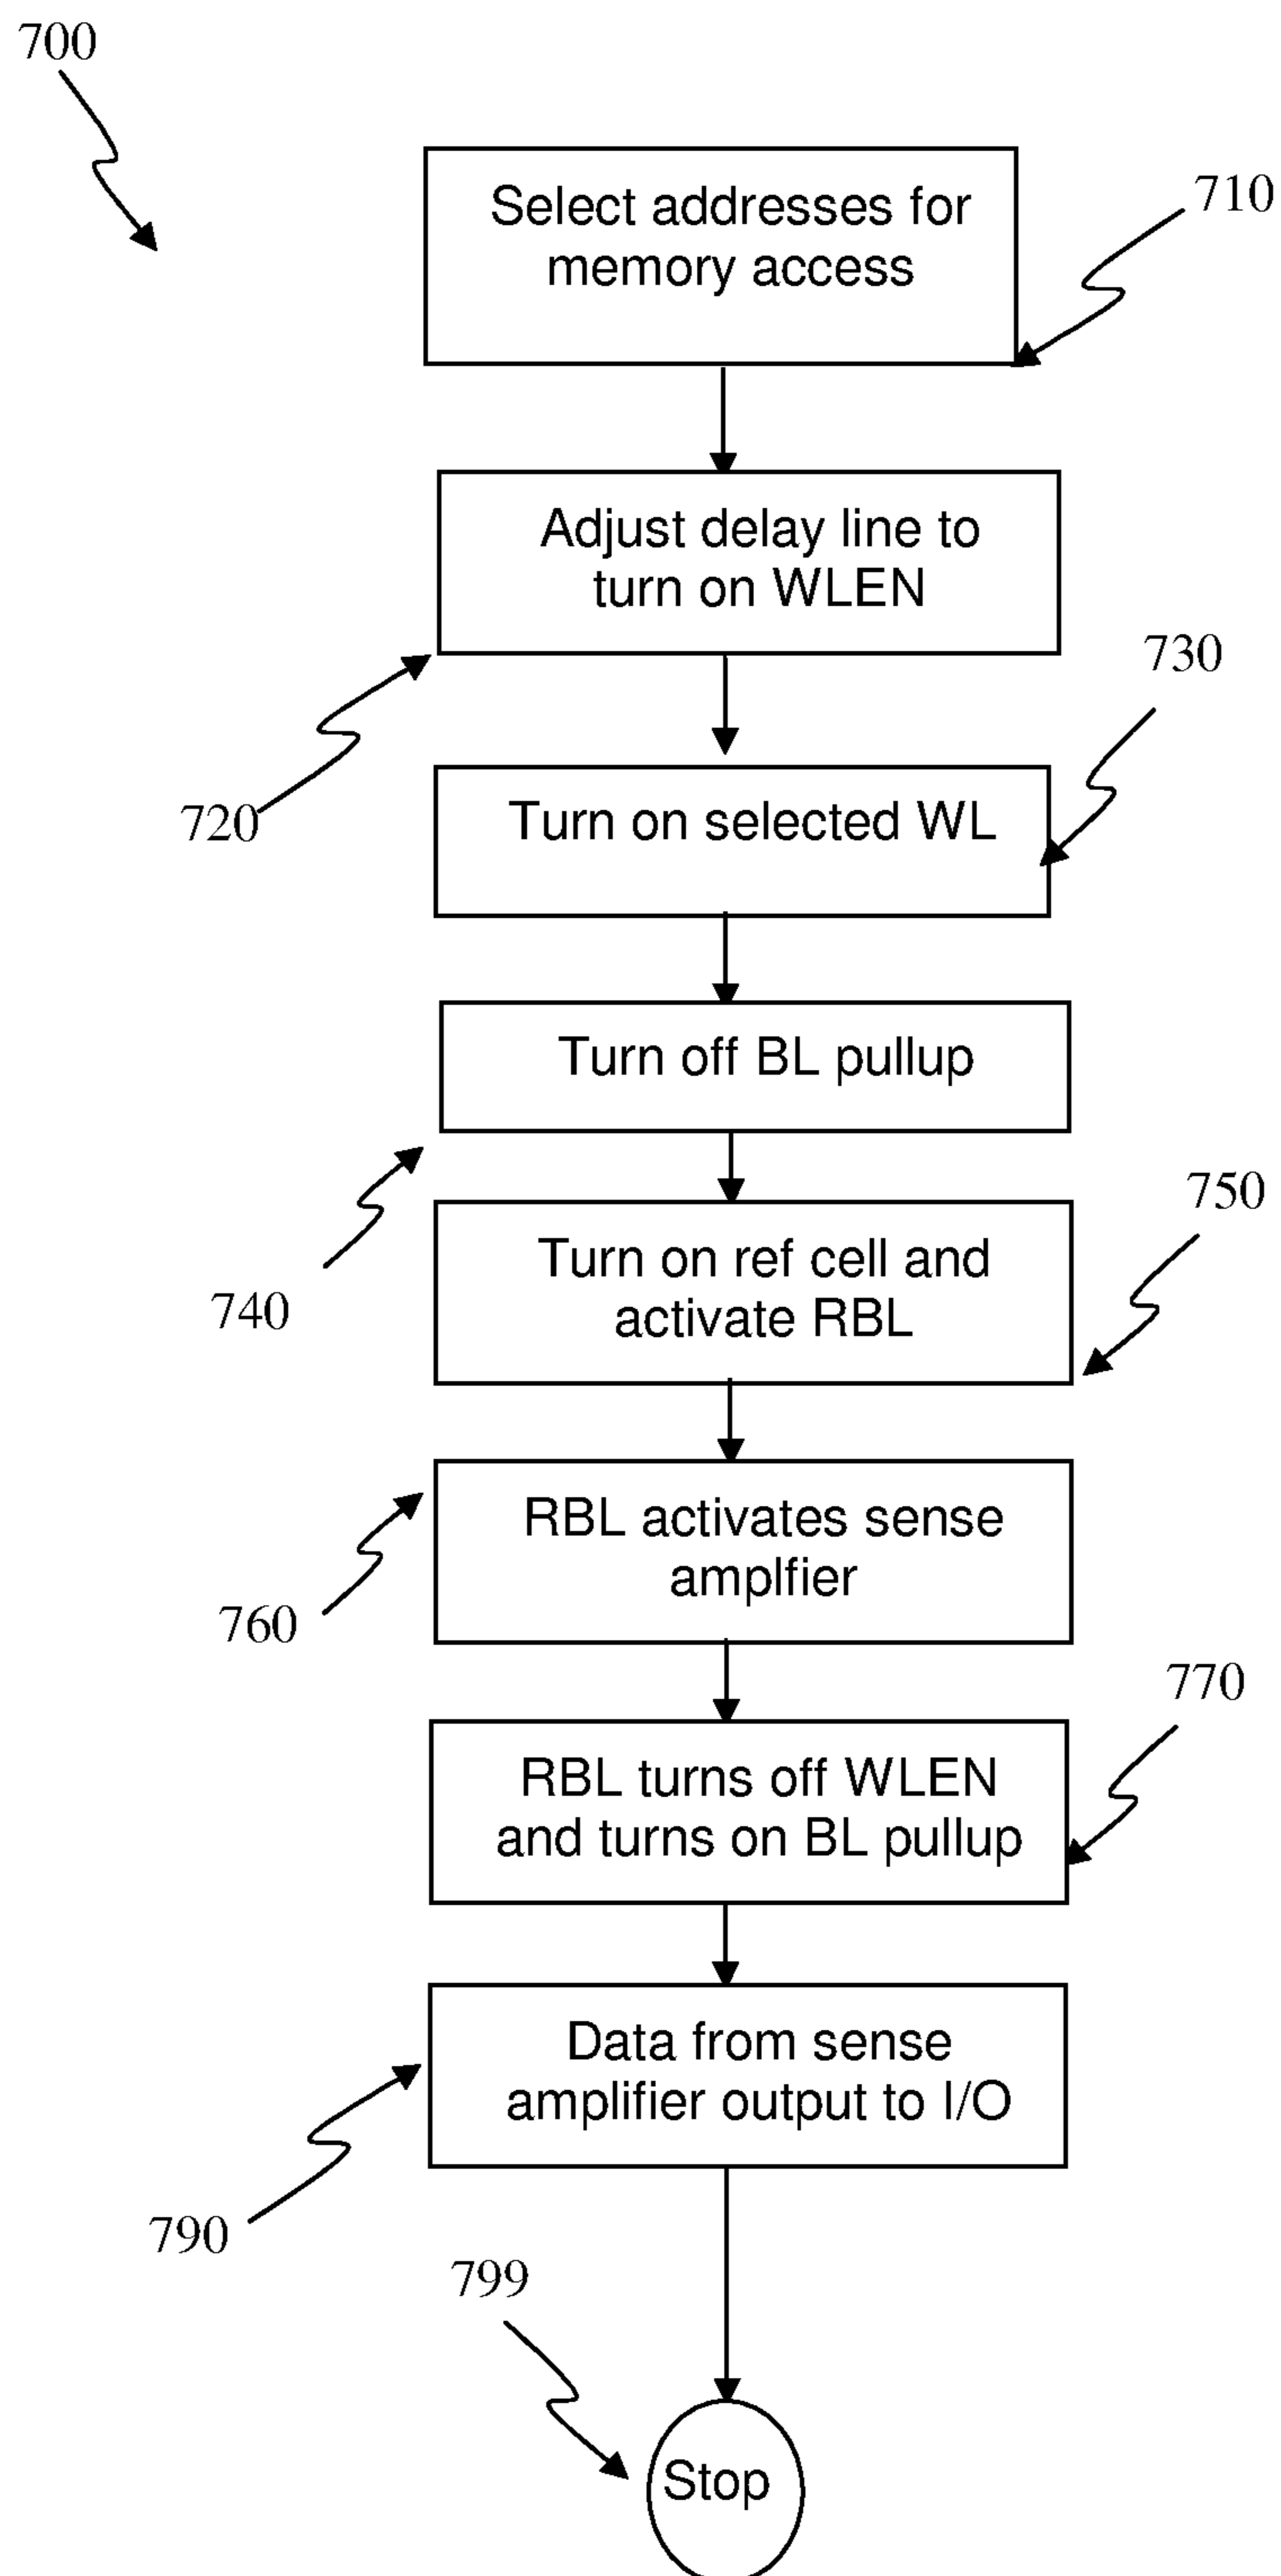 700
710
Select addresses for
memory access
Adjust delay line to
turn on WLEN
720
730
Turn on selected WL
Turn off BL pullup
740
750
Turn on ref cell and
activate RBL
RBL activates sense
amplfier
760
770
RBL turns off WLEN
and turns on BL pullup
Data from sense
amplifier output to I/O
790
799
Stop